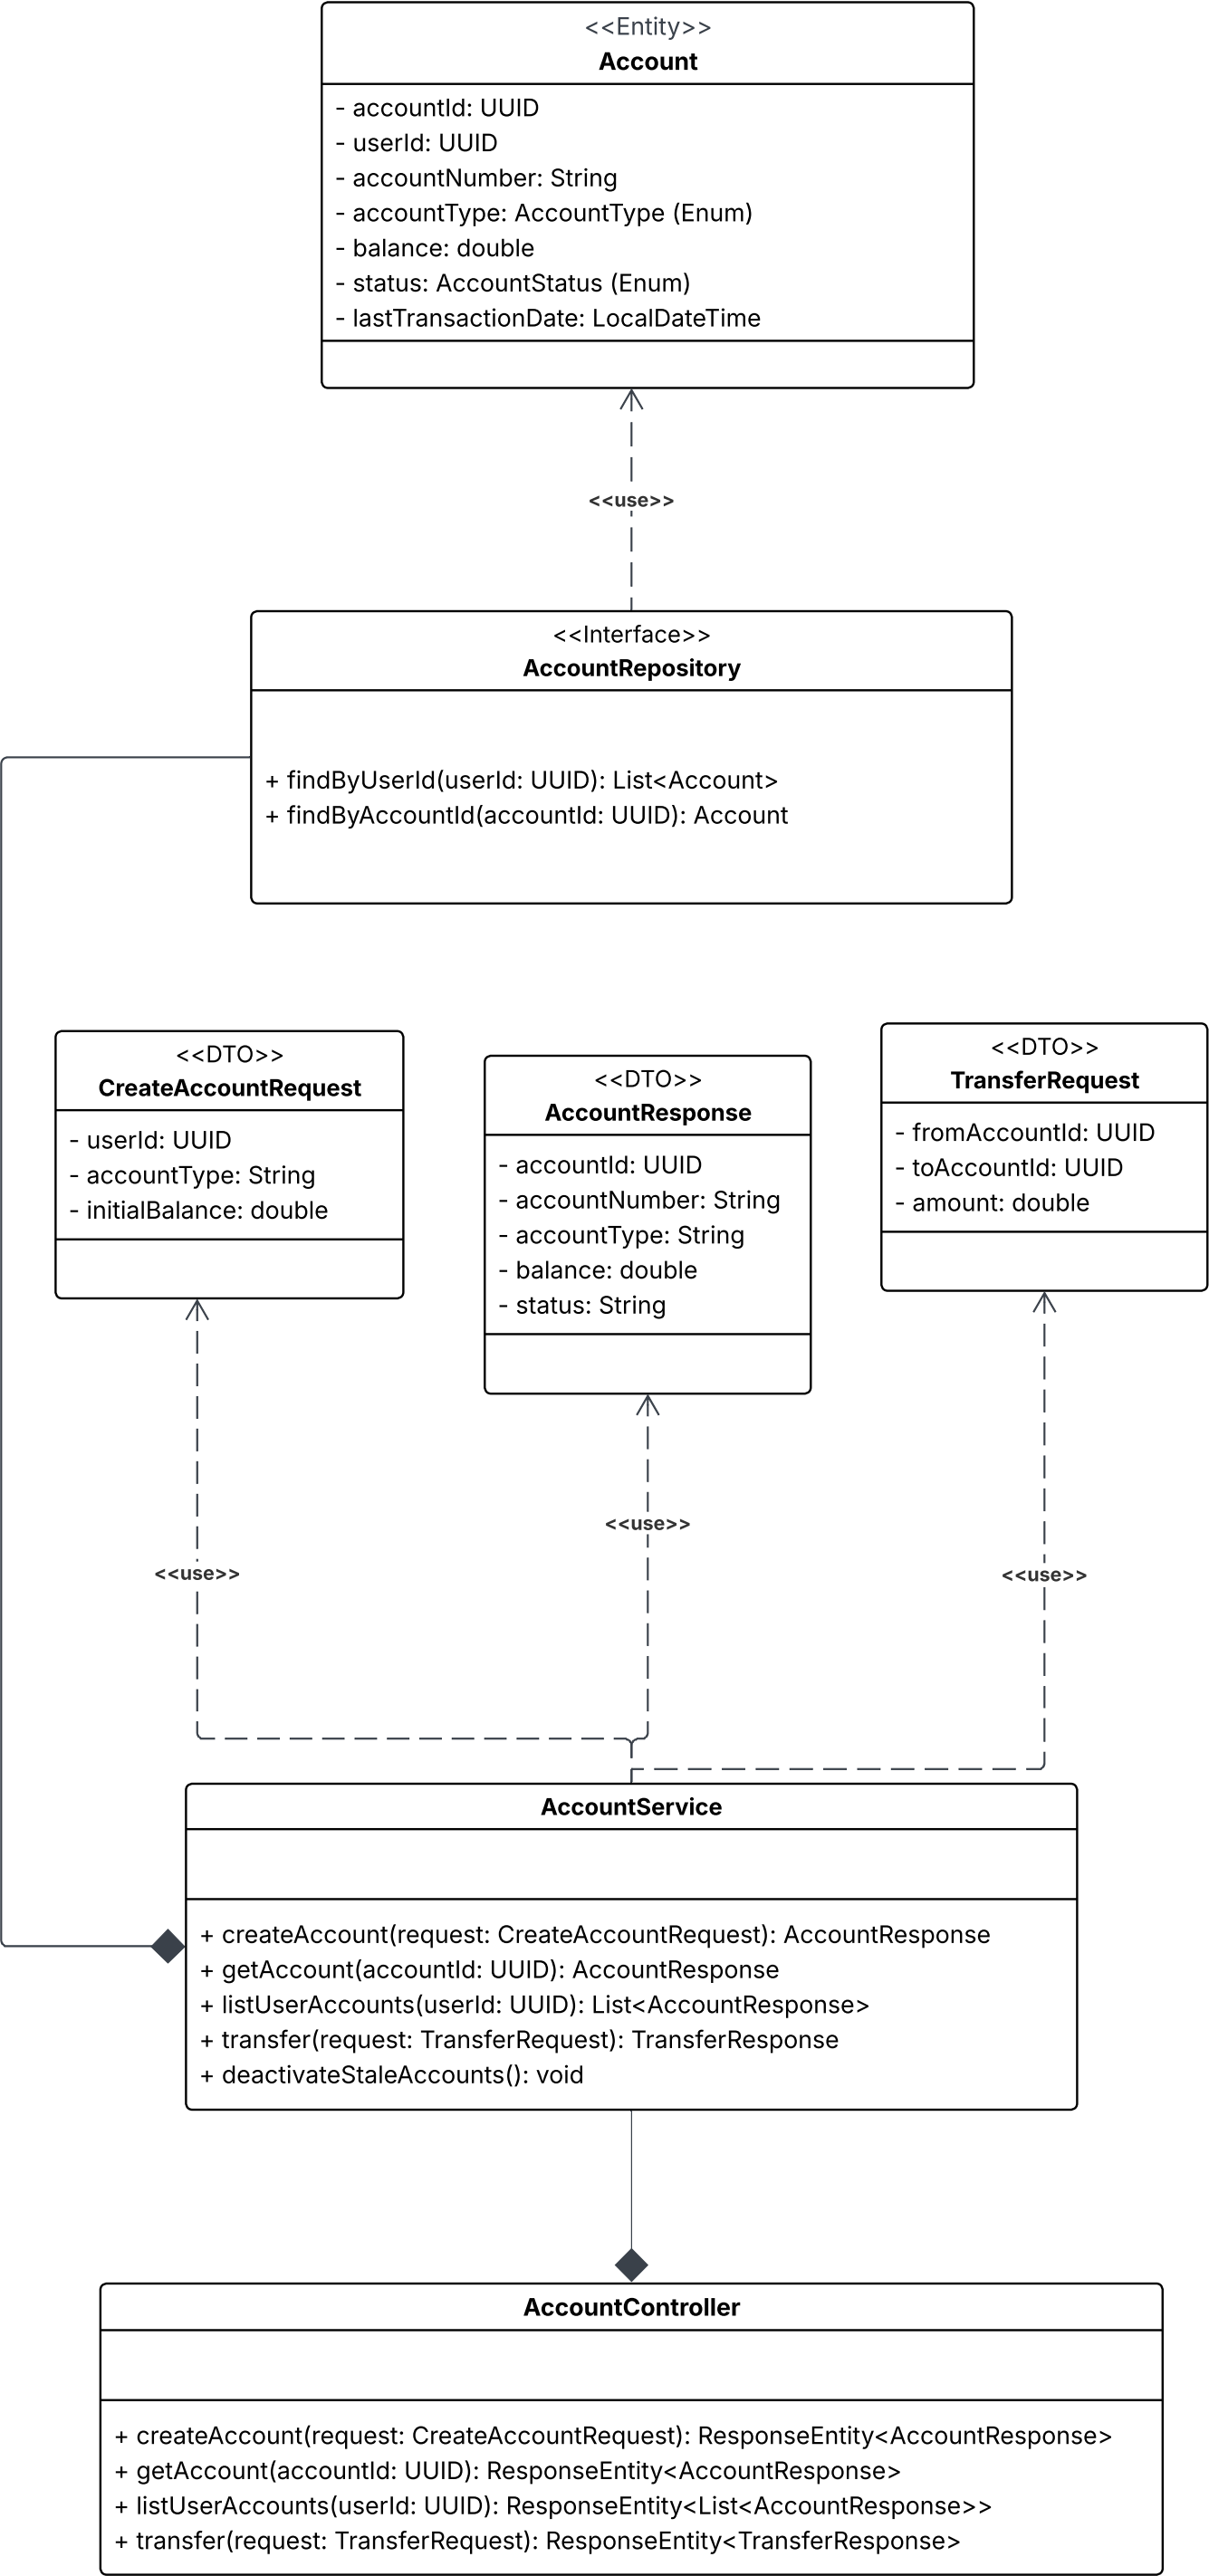 <<Entity>>
Account
- accountId: UUID
- userId: UUID
- accountNumber: String
- accountType: AccountType (Enum)
- balance: double
- status: AccountStatus (Enum)
- lastTransactionDate: LocalDateTime
<<use>>
<<Interface>>
AccountRepository
+ findByUserId(userId: UUID): List<Account>
+ findByAccountId(accountId: UUID): Account
<<DTO>>
CreateAccountRequest
- userId: UUID
- accountType: String
- initialBalance: double
<<DTO>>
AccountResponse
- accountId: UUID
- accountNumber: String
- accountType: String
- balance: double
- status: String
<<DTO>>
TransferRequest
- fromAccountId: UUID
- toAccountId: UUID
- amount: double
<<use>>
<<use>>
<<use>>
AccountService
+ createAccount(request: CreateAccountRequest): AccountResponse
+ getAccount(accountId: UUID): AccountResponse
+ listUserAccounts(userId: UUID): List<AccountResponse>
+ transfer(request: TransferRequest): TransferResponse
+ deactivateStaleAccounts(): void
AccountController
+ createAccount(request: CreateAccountRequest): ResponseEntity<AccountResponse>
+ getAccount(accountId: UUID): ResponseEntity<AccountResponse>
+ listUserAccounts(userId: UUID): ResponseEntity<List<AccountResponse>>
+ transfer(request: TransferRequest): ResponseEntity<TransferResponse>